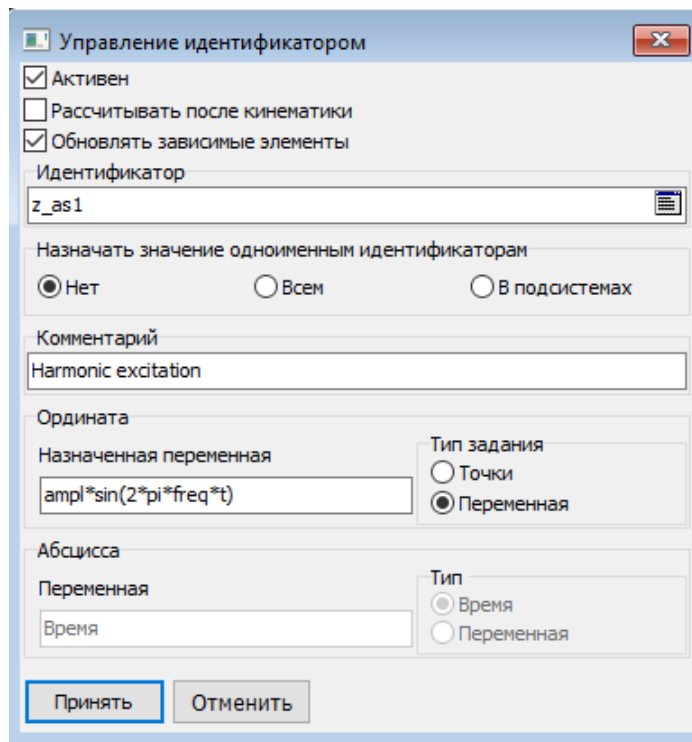 Управление идентификатором
Активен
Рассчитывать после кинематики
Обновлять зависимые элементы
Идентификатор
z_as1
Назначать значение одноименным идентификаторам
Нет Всем В подсистемах
Комментарий
Harmonic excitation
Ордината
Назначенная переменная
ampl*sin(2*pi*freq*t)
Тип задания
Точки
Переменная
Абсцисса
Переменная
Время
Тип
Время
Переменная
Принять Отменить